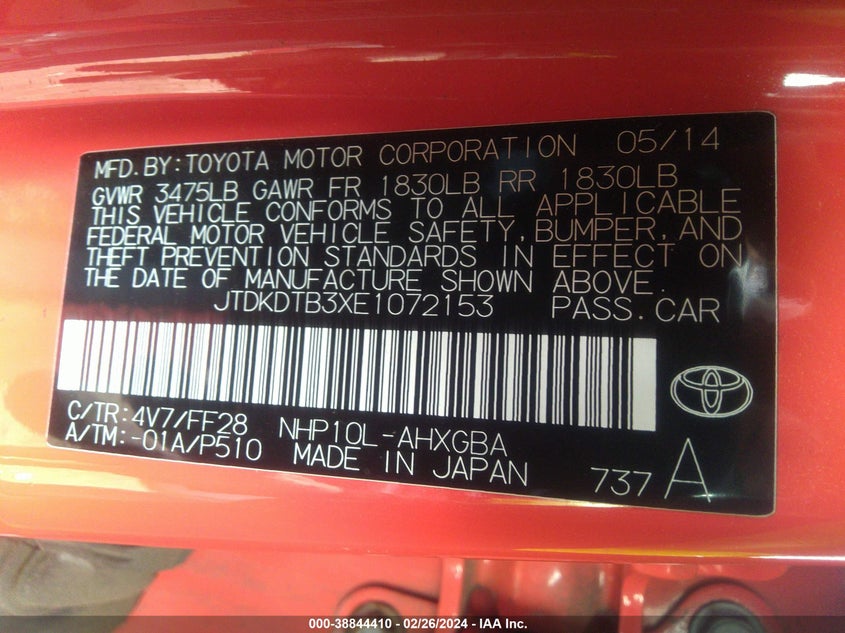 MFD.BY:TOYOTA MOTOR CORPORATION 05/14
GVWR 3475LB GAWR FR 1830LB RR 1830LB
THIS VEHICLE CONFORMS TO ALL APPLICABLE
FEDERAL MOTOR VEHICLE SAFETY,BUMPER,AND
THEFT PREVENTION STANDARDS IN EFFECT ON
THE DATE OF MANUFACTURE SHOWN ABOVE.
JTDKDTB3XE1072153 PASS.CAR
C/TR:4V7/FF28 NHP10L-AHXGBA
A/TM:-01A/P510 MADE IN JAPAN 737 A
000-38844410 - 02/26/2024 - IAA Inc.